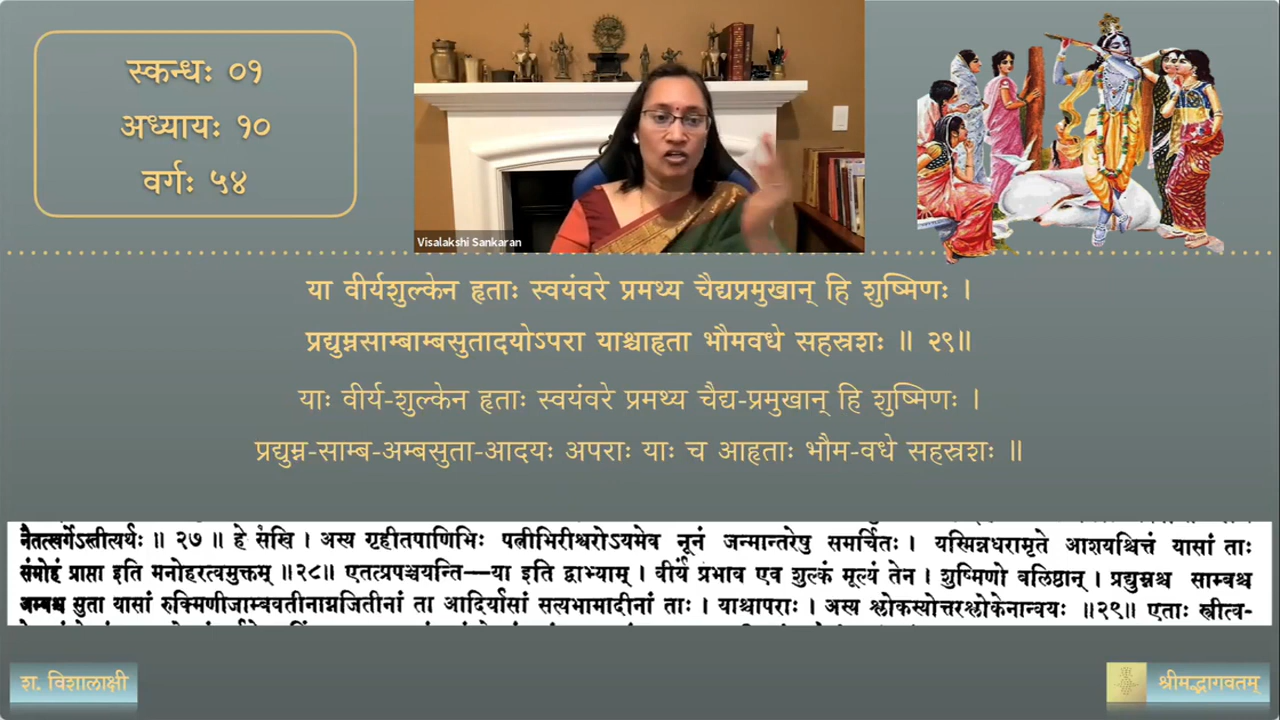 स्कन्धः ०१
अध्यायः १०
वर्गः ५४
Visalakshi Sankaran
या वीर्यशुल्केन हृताः स्वयंवरे प्रमथ्य चैद्यप्रमुखान् हि शुष्मिणः ।
प्रद्युम्नसाम्बाम्बसुतादयोऽपरा याश्चाहृता भौमवधे सहस्रशः ॥ २९॥
याः वीर्य-शुल्केन हृताः स्वयंवरे प्रमथ्य चैद्य-प्रमुखान् हि शुष्मिणः ।
प्रद्युम्न-साम्ब-अम्बसुता-आदयः अपराः याः च आहृताः भौम-वधे सहस्रशः ॥
नैतत्स्वर्गेऽस्तीत्यर्थः ॥ २७ ॥ हे संखि । अस्य गृहीतपाणिभिः पत्नीभिरीश्वरोऽयमेव नूनं जन्मान्तरेषु समर्चितः । यस्मिन्नधरामृते आशयश्चित्तं यासां ताः
संमोहं प्राप्ता इति मनोहरत्वमुक्तम् ॥२८॥ एतत्प्रपञ्चयन्ति—या इति द्वाभ्याम् । वीर्यं प्रभाव एव शुल्कं मूल्यं तेन । शुष्मिणो बलिष्ठान् । प्रद्युम्नश्च साम्बश्च
अम्बश्च सुता यासां रुक्मिणीजाम्बवतीनाग्नजितीनां ता आदिर्यासां सत्यभामादीनां ताः । याश्चापराः । अस्य श्लोकस्योत्तरश्लोकेनान्वयः ॥२९॥ एताः स्त्रीत्व-
श. विशालाक्षी
श्रीमद्भागवतम्